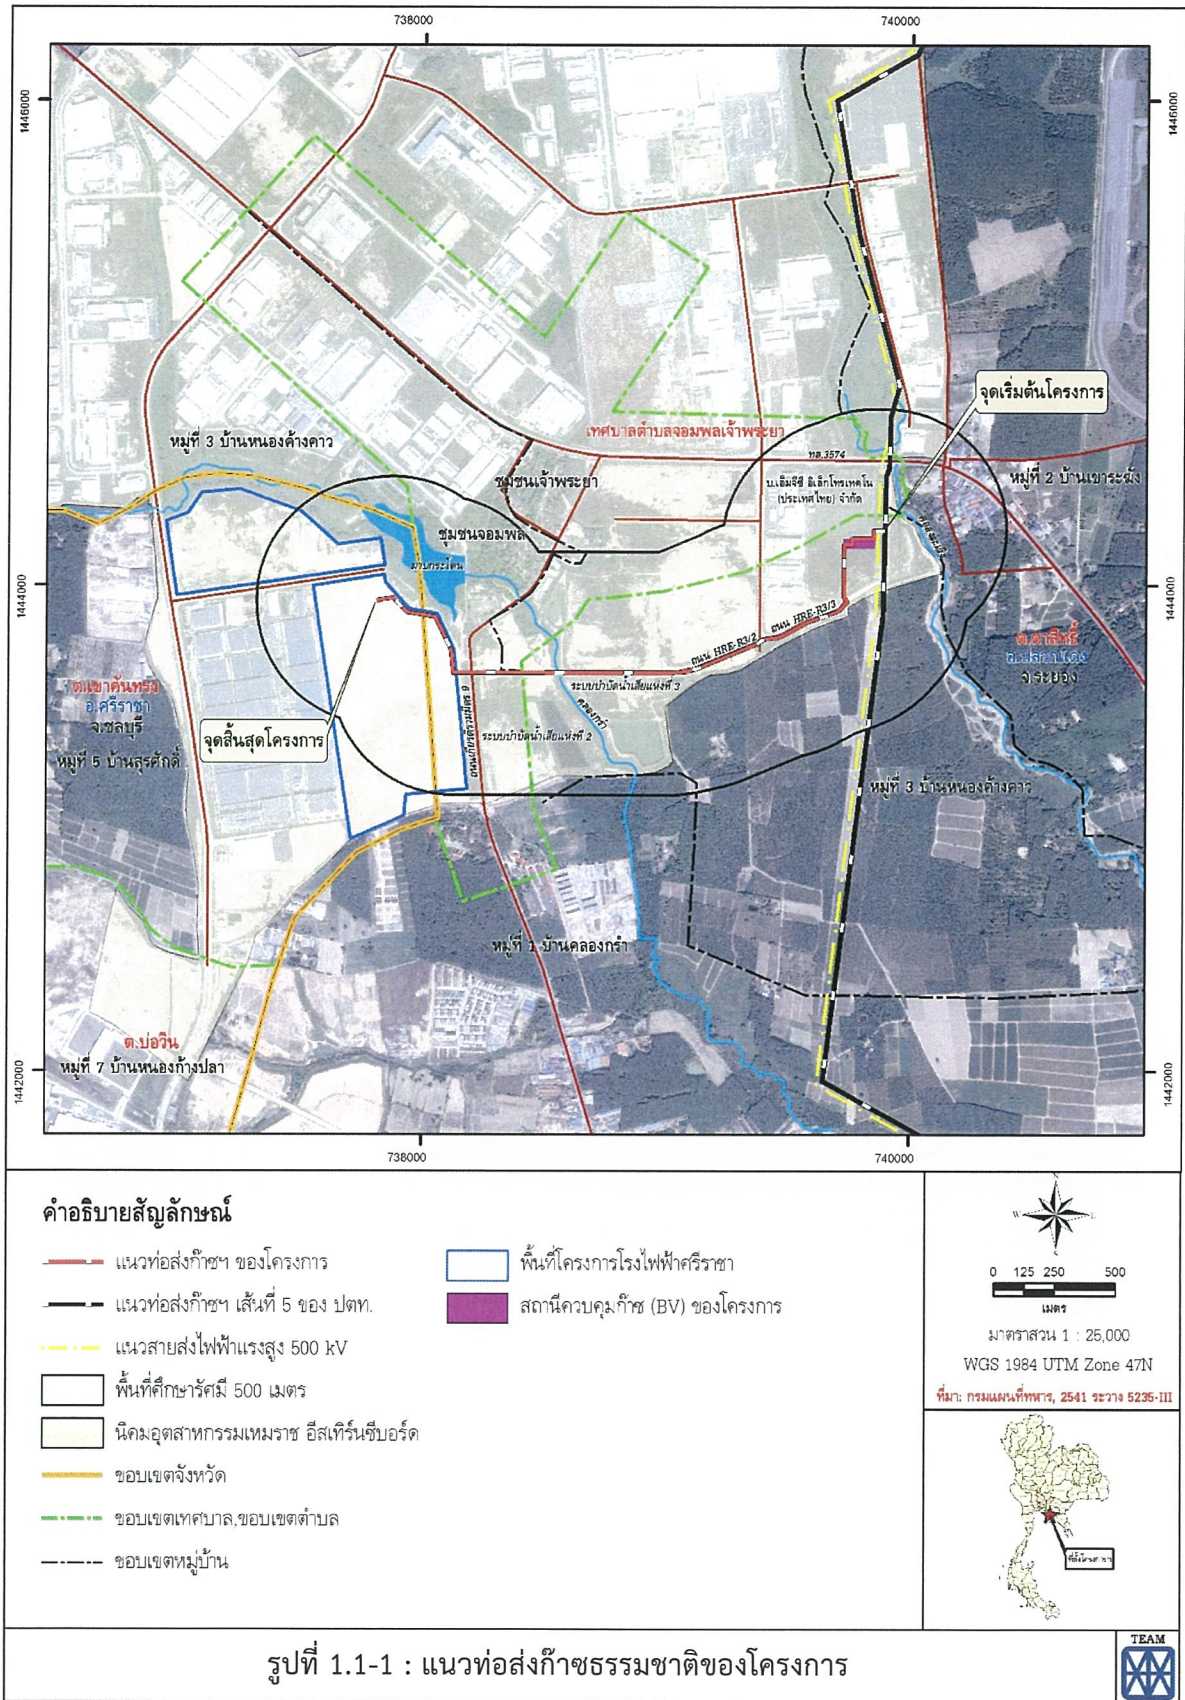 738000
740000
1446000
1446000
จุดเริ่มต้นโครงการ
เทศบาลตำบลจอมพลเจ้าพระยา
หมู่ที่ 3 บ้านหนองค้างคาว
ทล.3574
หมู่ที่ 2 บ้านเขาระฆัง
ชุมชนเจ้าพระยา
บ.เอ็มจีซี อิเล็กโทรเทคโน
(ประเทศไทย) จำกัด
ชุมชนจอมพล
มาบกระโดน
1444000
1444000
ถนน HRE-R3/3
ถนน HRE-R3/2
ต.ตาสิทธิ์
อ.ปลวกแดง
จ.ระยอง
ต.เขาคันทรง
อ.ศรีราชา
จ.ชลบุรี
หมู่ที่ 5 บ้านสุรศักดิ์
ระบบบำบัดน้ำเสียแห่งที่ 3
คลองกรำ
จุดสิ้นสุดโครงการ
ระบบบำบัดน้ำเสียแห่งที่ 2
หมู่ที่ 3 บ้านหนองค้างคาว
หมู่ที่ 1 บ้านคลองกรำ
ต.บ่อวิน
หมู่ที่ 7 บ้านหนองก้างปลา
1442000
1442000
738000
740000
คำอธิบายสัญลักษณ์
แนวท่อส่งก๊าซฯ ของโครงการ
แนวท่อส่งก๊าซฯ เส้นที่ 5 ของ ปตท.
แนวสายส่งไฟฟ้าแรงสูง 500 kV
พื้นที่ศึกษารัศมี 500 เมตร
นิคมอุตสาหกรรมเหมราช อีสเทิร์นซีบอร์ด
ขอบเขตจังหวัด
ขอบเขตเทศบาล,ขอบเขตตำบล
ขอบเขตหมู่บ้าน
พื้นที่โครงการโรงไฟฟ้าศรีราชา
สถานีควบคุมก๊าซ (BV) ของโครงการ
0 125 250 500
เมตร
มาตราส่วน 1 : 25,000
WGS 1984 UTM Zone 47N
ที่มา: กรมแผนที่ทหาร, 2541 ระวาง 5235-III
ที่ตั้งโครงการฯ
รูปที่ 1.1-1 : แนวท่อส่งก๊าซธรรมชาติของโครงการ
TEAM